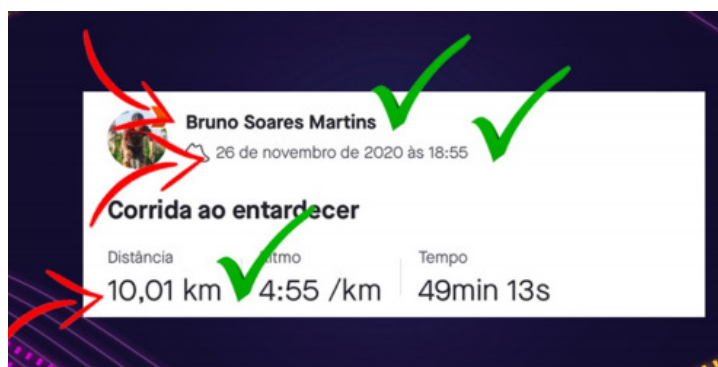 Bruno Soares Martins
26 de novembro de 2020 às 18:55
Corrida ao entardecer
Distância Ritmo Tempo
10,01 km 4:55 /km 49min 13s